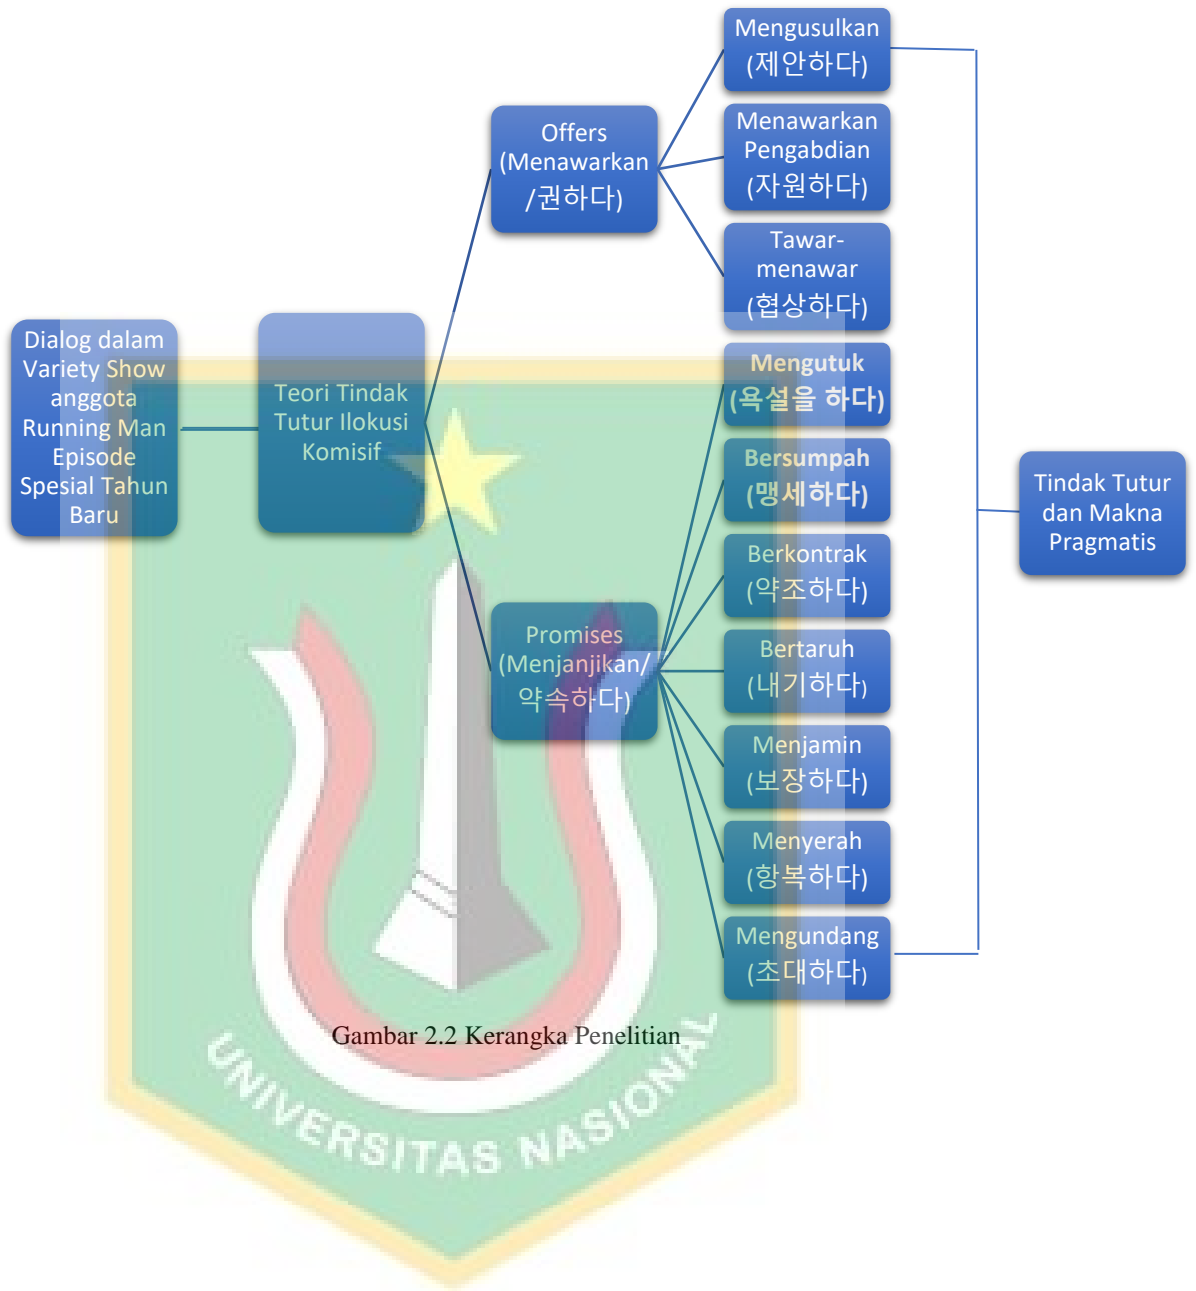 Dialog dalam
Variety Show
anggota
Running Man
Episode
Spesial Tahun
Baru
Teori Tindak
Tutur Ilokusi
Komisif
Offers
(Menawarkan
/권하다)
Promises
(Menjanjikan/
약속하다)
Mengusulkan
(제안하다)
Menawarkan
Pengabdian
(자원하다)
Tawar-
menawar
(협상하다)
Mengutuk
(욕설을 하다)
Bersumpah
(맹세하다)
Berkontrak
(약조하다)
Bertaruh
(내기하다)
Menjamin
(보장하다)
Menyerah
(항복하다)
Mengundang
(초대하다)
Tindak Tutur
dan Makna
Pragmatis
Gambar 2.2 Kerangka Penelitian
UNIVERSITAS NASIONAL